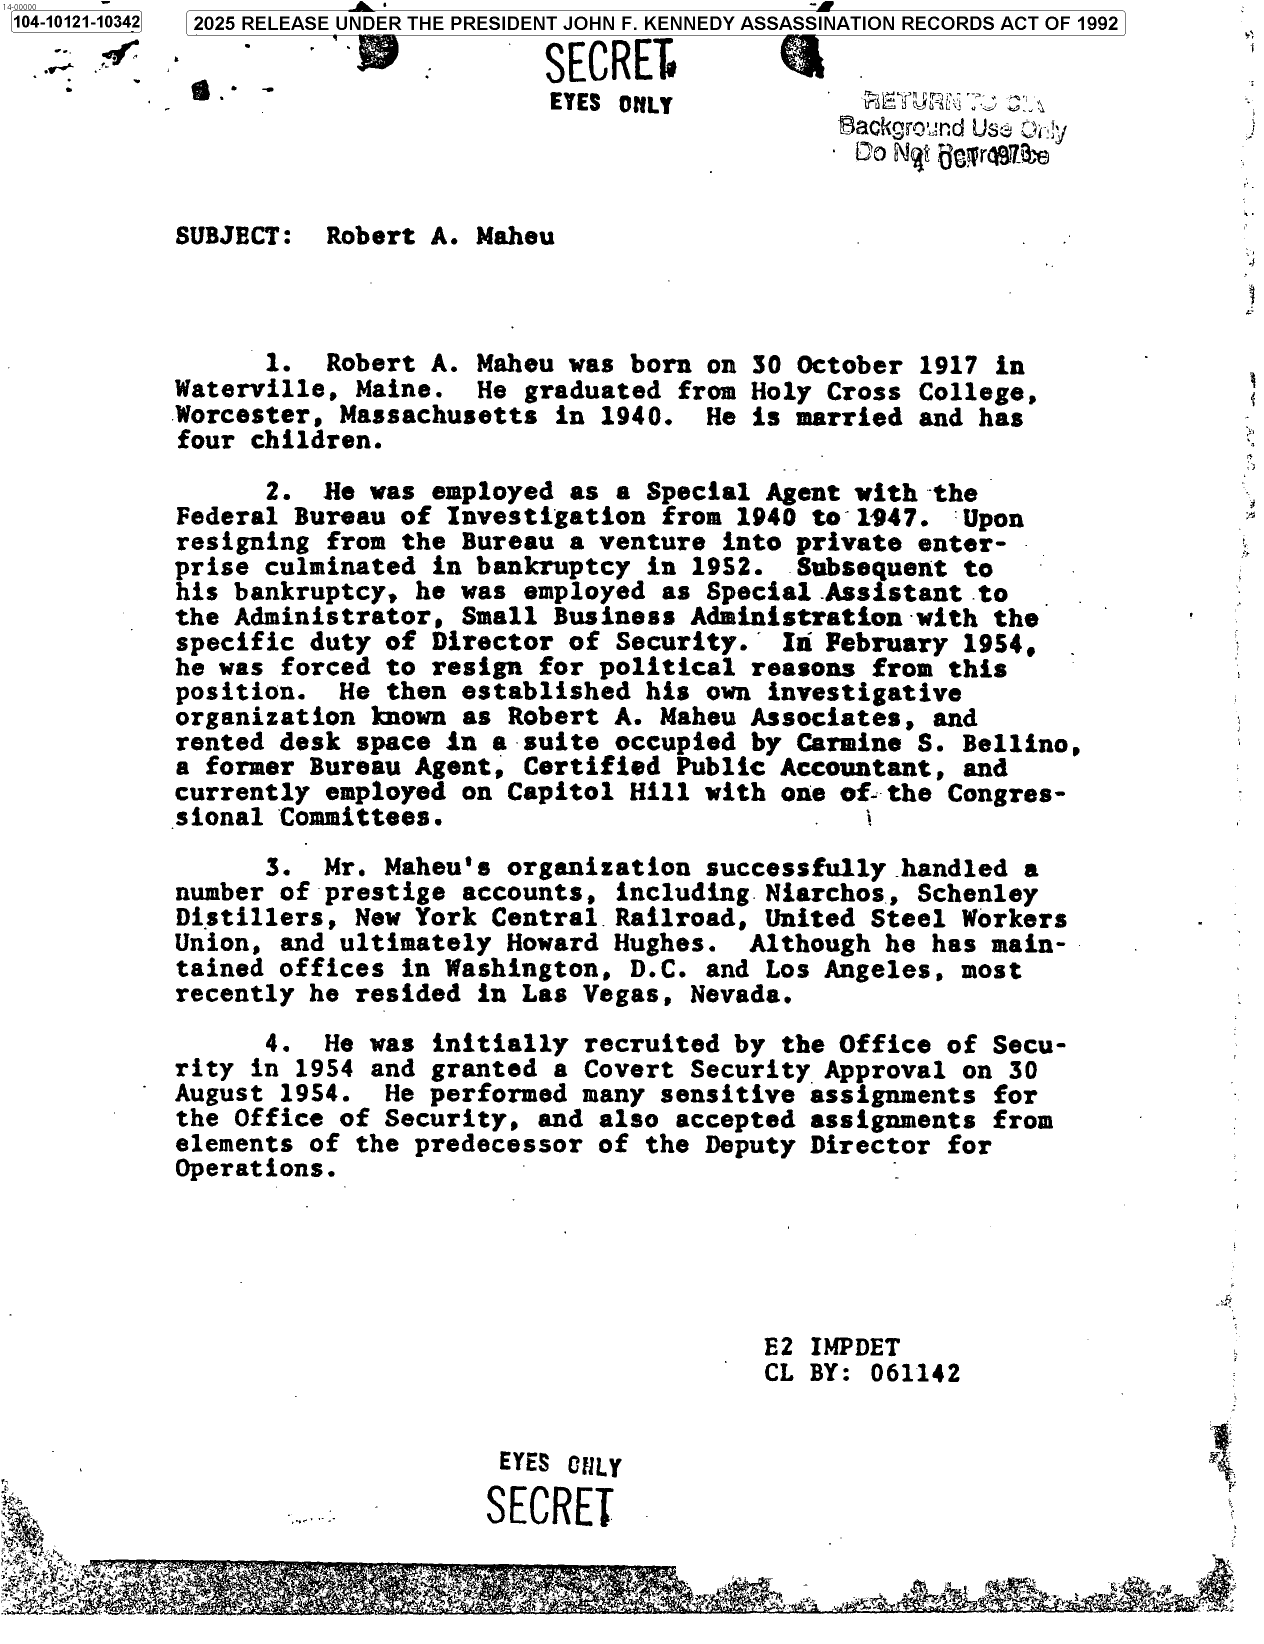 14-00000
104-10121-10342
2025 RELEASE UNDER THE PRESIDENT JOHN F. KENNEDY ASSASSINATION RECORDS ACT OF 1992
SECRET
EYES ONLY
RETURN TO CIA
Background Use Only
Do Not
SUBJECT: Robert A. Maheu
1. Robert A. Maheu was born on 30 October 1917 in
Waterville, Maine. He graduated from Holy Cross College,
Worcester, Massachusetts in 1940. He is married and has
four children.
2. He was employed as a Special Agent with the
Federal Bureau of Investigation from 1940 to 1947. Upon
resigning from the Bureau a venture into private enter-
prise culminated in bankruptcy in 1952. Subsequent to
his bankruptcy, he was employed as Special Assistant to
the Administrator, Small Business Administration with the
specific duty of Director of Security. In February 1954,
he was forced to resign for political reasons from this
position. He then established his own investigative
organization known as Robert A. Maheu Associates, and
rented desk space in a suite occupied by Carmine S. Bellino,
a former Bureau Agent, Certified Public Accountant, and
currently employed on Capitol Hill with one of the Congres-
sional Committees.
3. Mr. Maheu's organization successfully handled a
number of prestige accounts, including Niarchos, Schenley
Distillers, New York Central Railroad, United Steel Workers
Union, and ultimately Howard Hughes. Although he has main-
tained offices in Washington, D.C. and Los Angeles, most
recently he resided in Las Vegas, Nevada.
4. He was initially recruited by the Office of Secu-
rity in 1954 and granted a Covert Security Approval on 30
August 1954. He performed many sensitive assignments for
the Office of Security, and also accepted assignments from
elements of the predecessor of the Deputy Director for
Operations.
E2 IMPDET
CL BY: 061142
EYES ONLY
SECRET